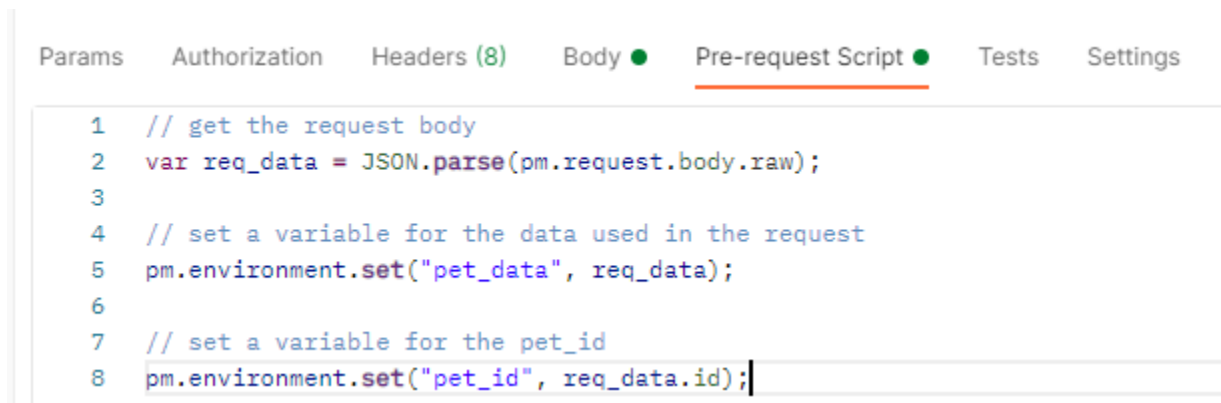 Params Authorization Headers (8) Body Pre-request Script Tests Settings
1 // get the request body
2 var req_data = JSON.parse(pm.request.body.raw);
3
4 // set a variable for the data used in the request
5 pm.environment.set("pet_data", req_data);
6
7 // set a variable for the pet_id
8 pm.environment.set("pet_id", req_data.id);